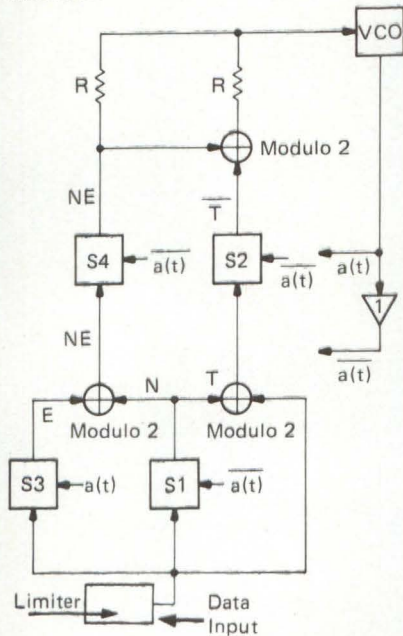 VCO
R
R
Modulo 2
NE
T
S4
a(t)
S2
a(t)
a(t)
1
a(t)
NE
E
N
T
Modulo 2
Modulo 2
S3
a(t)
S1
a(t)
Limiter
Data
Input